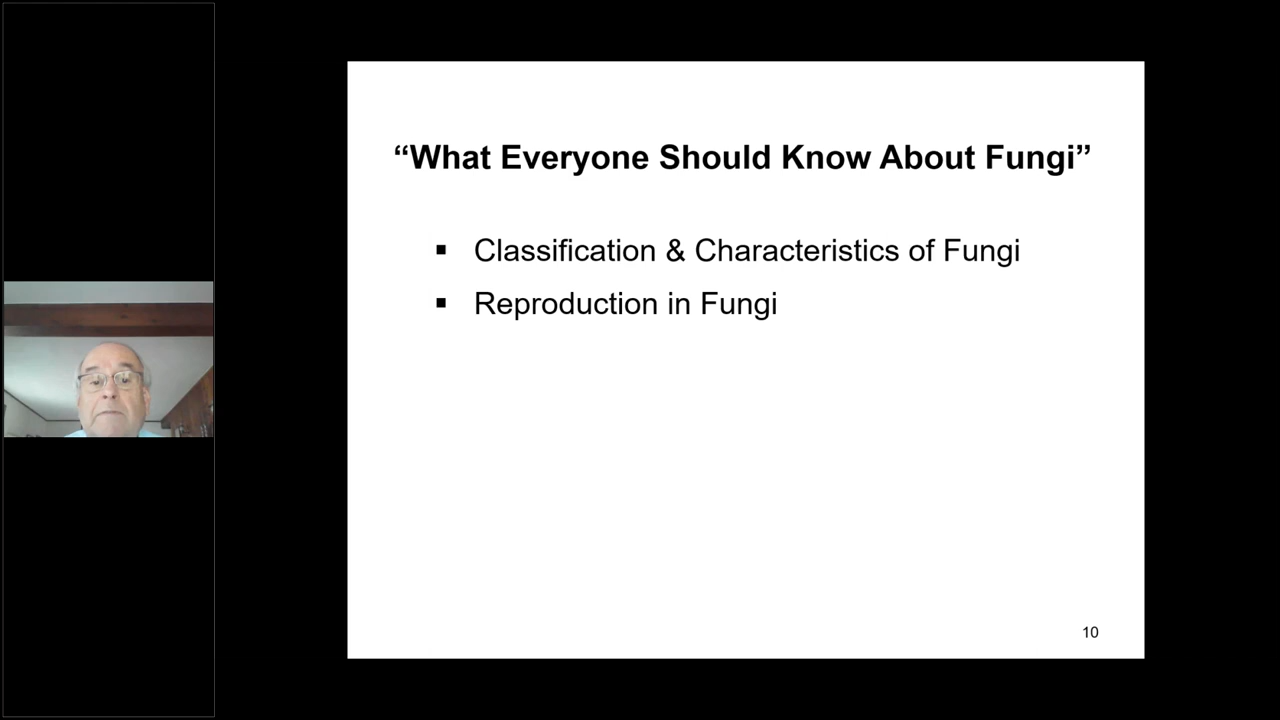 “What Everyone Should Know About Fungi”
▪ Classification & Characteristics of Fungi
▪ Reproduction in Fungi
10